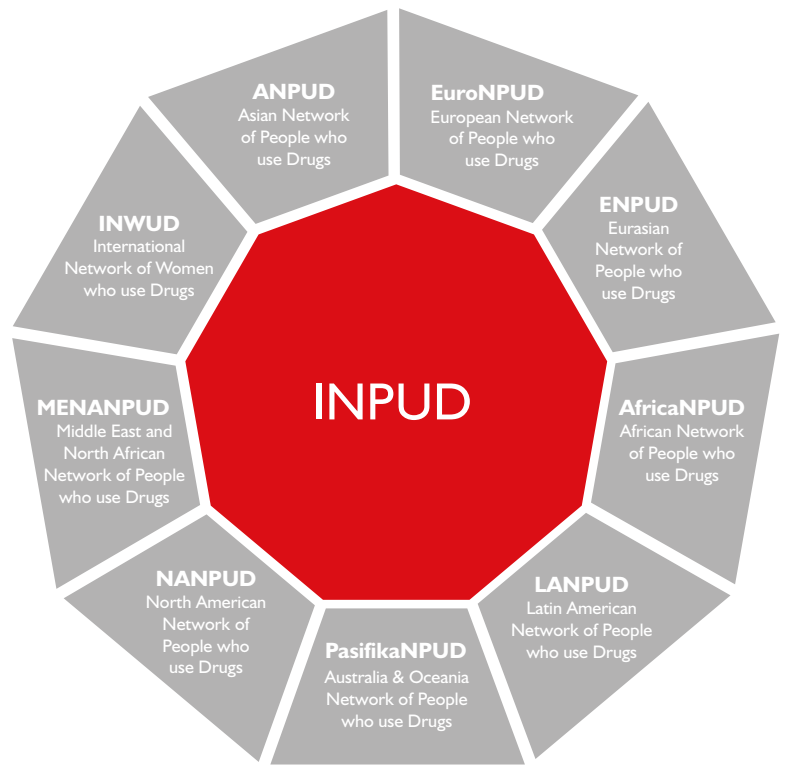 ANPUD
Asian Network
of People who
use Drugs
EuroNPUD
European Network
of People who
use Drugs
ENPUD
Eurasian
Network of
People who
use Drugs
AfricaNPUD
African Network
of People who
use Drugs
LANPUD
Latin American
Network of People
who use Drugs
PasifikaNPUD
Australia & Oceania
Network of People
who use Drugs
NANPUD
North American
Network of
People who
use Drugs
MENANPUD
Middle East and
North African
Network of People
who use Drugs
INWUD
International
Network of Women
who use Drugs
INPUD